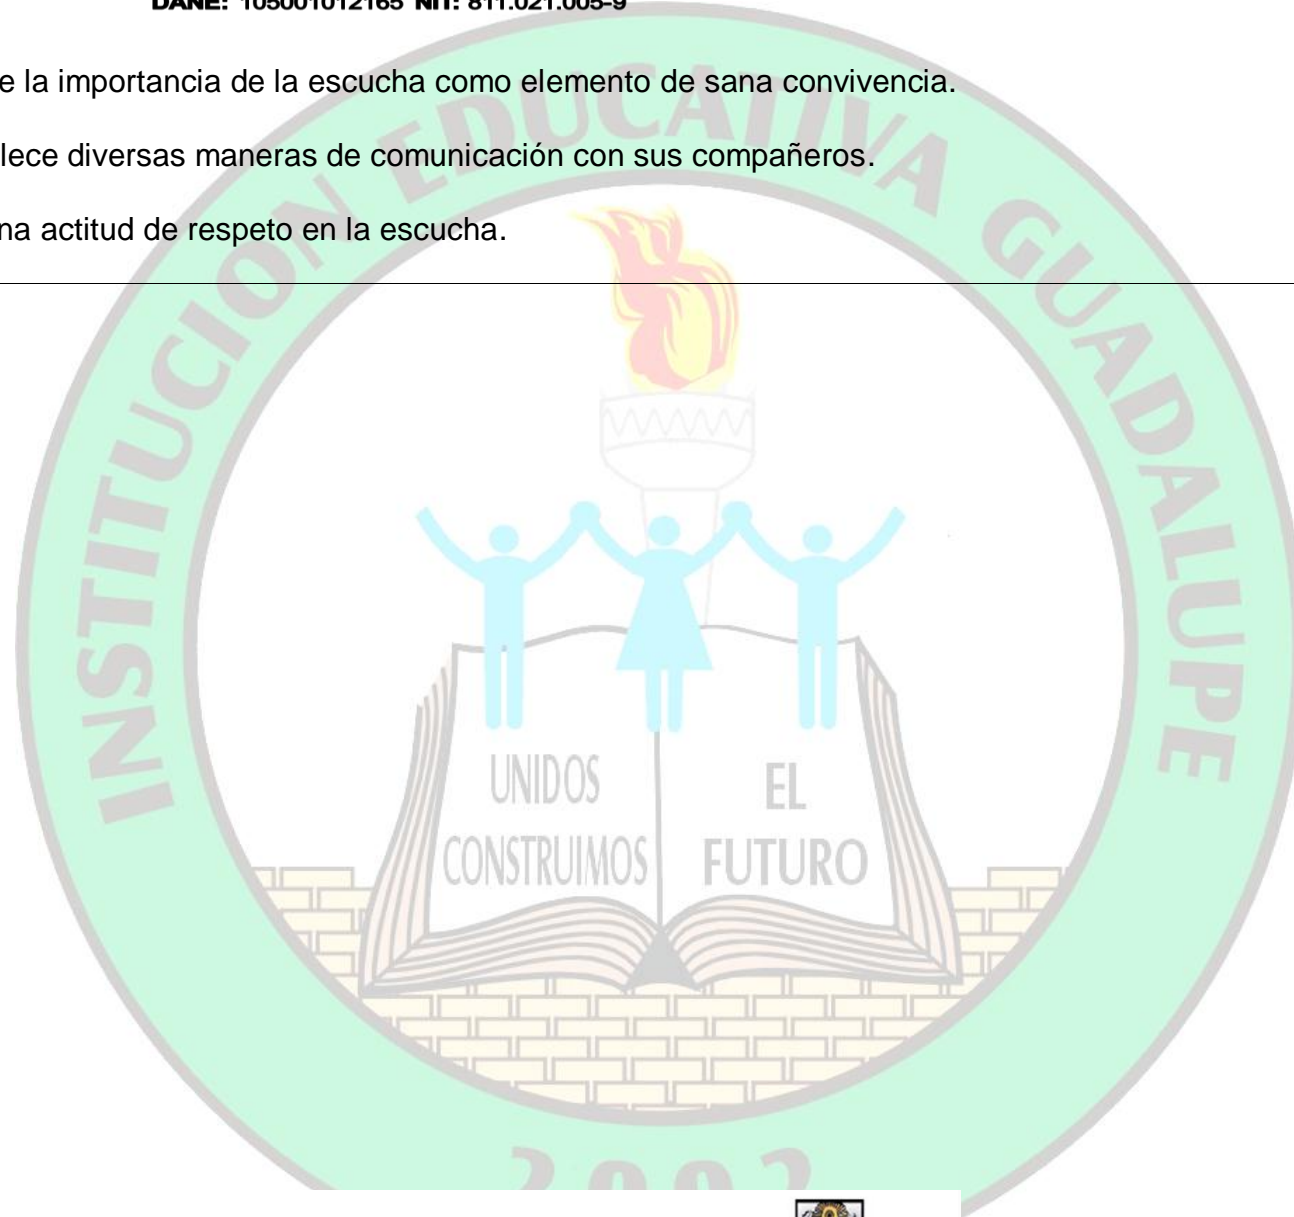 DANE: 105001012165 NIT: 811.021.005-9
e la importancia de la escucha como elemento de sana convivencia.
lece diversas maneras de comunicación con sus compañeros.
na actitud de respeto en la escucha.
INSTITUCION EDUCATIVA GUADALUPE
UNIDOS
CONSTRUIMOS
EL
FUTURO
2002